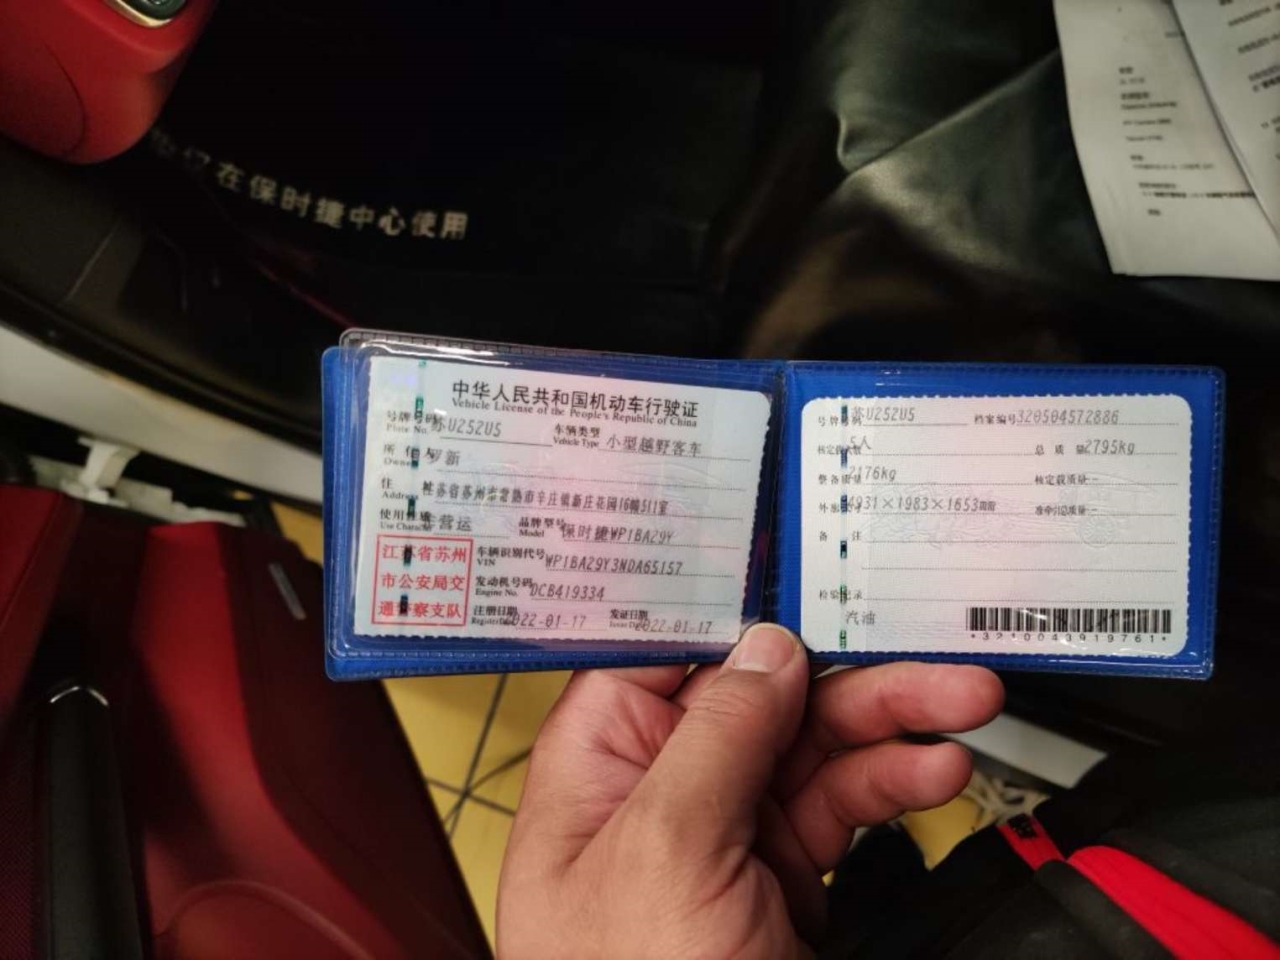 仅在保时捷中心使用
中华人民共和国机动车行驶证
Vehicle License of the People's Republic of China
号牌号码 苏U252U5 车辆类型 小型越野客车
Plate No. Vehicle Type
所有人 罗新
Owner
住址 江苏省苏州市常熟市辛庄镇新庄花园16幢511室
Address
使用性质 非营运 品牌型号 保时捷WP1BA29Y
Use Character Model
江苏省苏州
市公安局交
通警察支队
车辆识别代号 WP1BA29Y3NDA65157
VIN
发动机号码 DCB419334
Engine No.
注册日期 2022-01-17 发证日期 2022-01-17
Register Date Issue Date
号牌号码 苏U252U5 档案编号 320504572886
核定载人数 5人 总质量 2795kg
整备质量 2176kg 核定载质量 --
外廓尺寸 4931×1983×1653mm 准牵引总质量 --
备注
检验记录
汽油
*3210043919761*